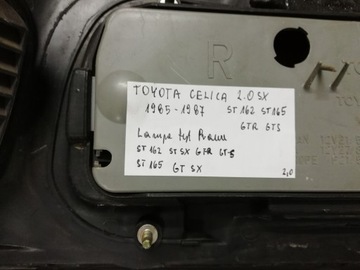 R
TOYOTA CELICA 2.0 SX
1985-1987 ST 162 ST 165
GTR GTS
Lampa tył Prawa
ST 162 ST SX GTR GT-S
ST 165 GT SX
2,0